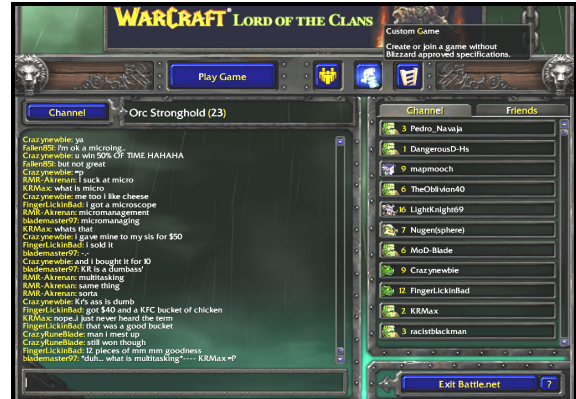 WARCRAFT® LORD OF THE CLANS
Custom Game
Create or join a game without
Blizzard approved specifications.
Play Game
Channel
Orc Stronghold (23)
Crazynewbie: ya
Fallen85l: I'm ok a microing..
Crazynewbie: u win 50% OF TIME HAHAHA
Fallen85l: but not great
Crazynewbie: =p
RMR-Akrenan: i suck at micro
KRMax: what is micro
Crazynewbie: me too i like cheese
FingerLickinBad: i got a microscope
RMR-Akrenan: micromanagement
blademaster97: micromanaging
KRMax: whats that
Crazynewbie: i gave mine to my sis for $50
FingerLickinBad: i sold it
blademaster97: -.-
Crazynewbie: and i bought it for 10
blademaster97: KR is a dumbass'
RMR-Akrenan: multitasking
RMR-Akrenan: same thing
RMR-Akrenan: sorta
Crazynewbie: Kr's ass is dumb
FingerLickinBad: got $40 and a KFC bucket of chicken
KRMax: nope..i just never heard the term
FingerLickinBad: that was a good bucket
CrazyRuneBlade: man i mest up
CrazyRuneBlade: still won though
FingerLickinBad: 12 pieces of mm mm goodness
blademaster97: "duh... what is multitasking"---- KRMax =P
Channel
Friends
3 Pedro_Navaja
1 DangerousD-Hs
9 mapmooch
6 TheOblivion40
16 LightKnight69
7 Nugen(sphere)
6 MoD-Blade
9 Crazynewbie
12 FingerLickinBad
2 KRMax
3 racistblackman
Exit Battle.net
?